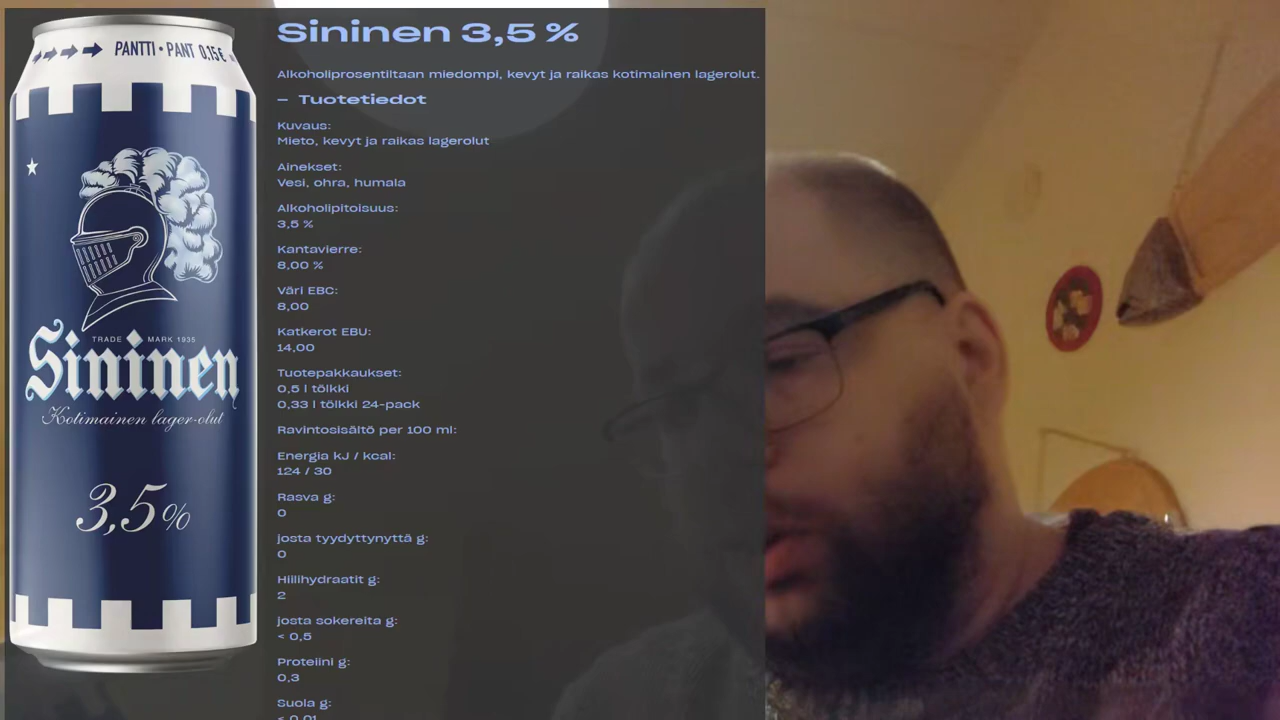 PANTTI • PANT 0,15 €
TRADE MARK 1935
Sininen
Kotimainen lager-olut
3,5%
Sininen 3,5 %
Alkoholiprosentiltaan miedompi, kevyt ja raikas kotimainen lagerolut.
– Tuotetiedot
Kuvaus:
Mieto, kevyt ja raikas lagerolut
Ainekset:
Vesi, ohra, humala
Alkoholipitoisuus:
3,5 %
Kantavierre:
8,00 %
Väri EBC:
8,00
Katkerot EBU:
14,00
Tuotepakkaukset:
0,5 l tölkki
0,33 l tölkki 24-pack
Ravintosisältö per 100 ml:
Energia kJ / kcal:
124 / 30
Rasva g:
0
josta tyydyttynyttä g:
0
Hiilihydraatit g:
2
josta sokereita g:
< 0,5
Proteiini g:
0,3
Suola g:
< 0,01